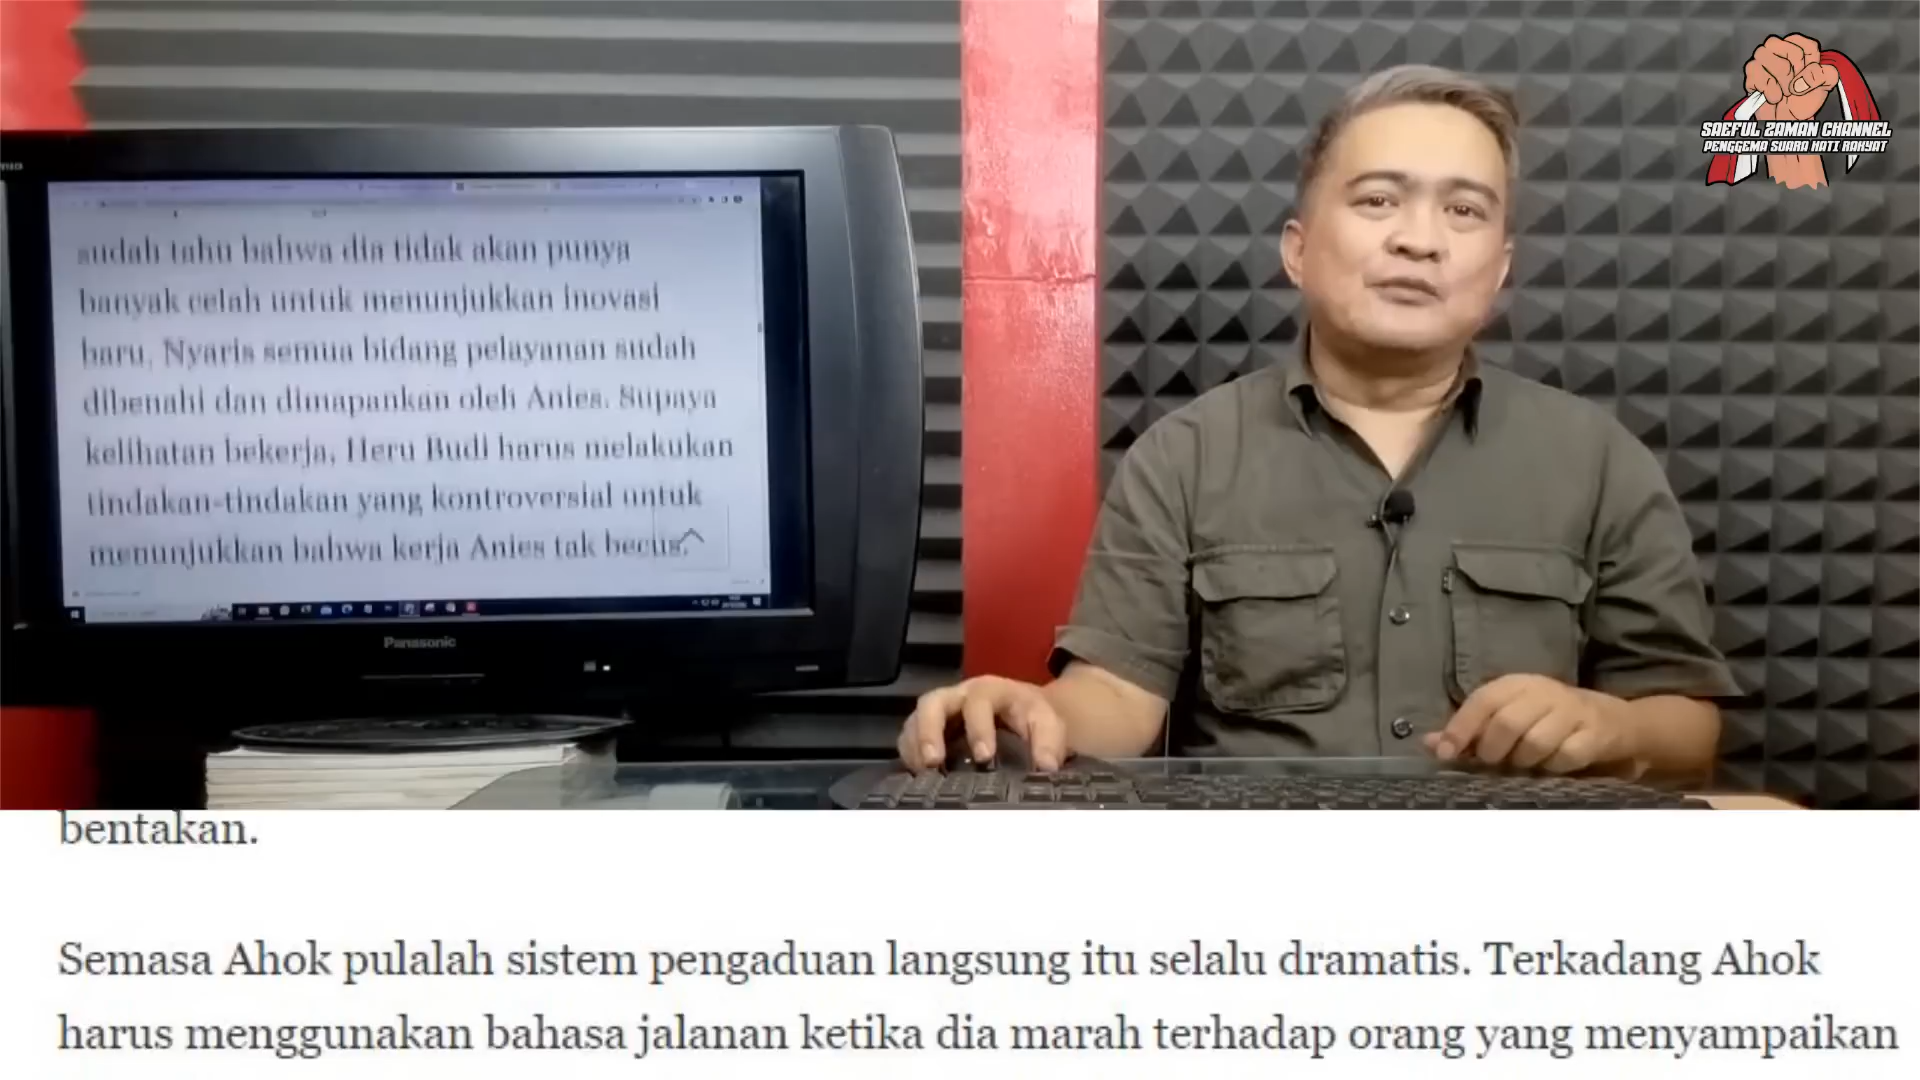 SAEFUL ZAMAN CHANNEL
PENGGEMA SUARA HATI RAKYAT
sudah tahu bahwa dia tidak akan punya
banyak celah untuk menunjukkan inovasi
baru. Nyaris semua bidang pelayanan sudah
dibenahi dan dimapankan oleh Anies. Supaya
kelihatan bekerja, Heru Budi harus melakukan
tindakan-tindakan yang kontroversial untuk
menunjukkan bahwa kerja Anies tak becus.
Panasonic
bentakan.
Semasa Ahok pulalah sistem pengaduan langsung itu selalu dramatis. Terkadang Ahok
harus menggunakan bahasa jalanan ketika dia marah terhadap orang yang menyampaikan